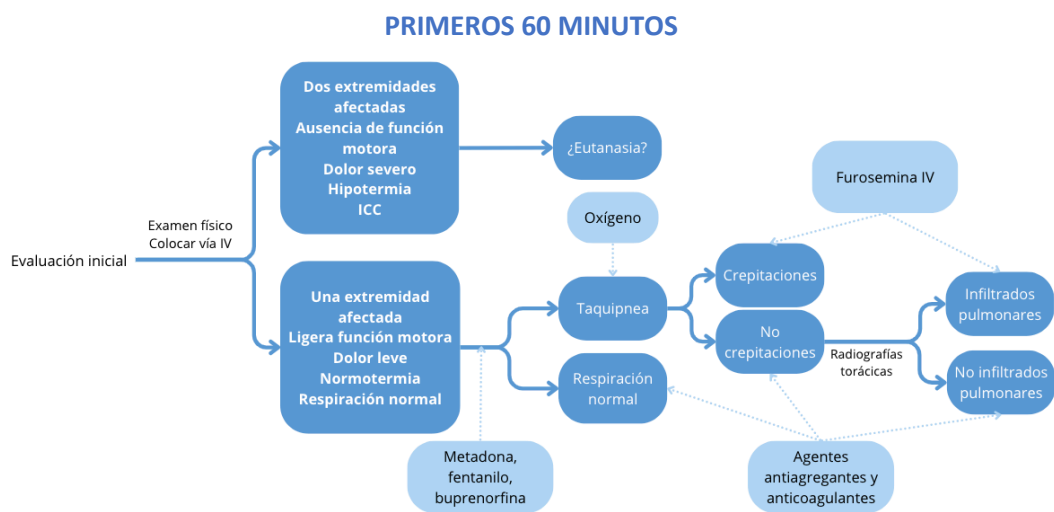 PRIMEROS 60 MINUTOS
Dos extremidades
afectadas
Ausencia de función
motora
Dolor severo
Hipotermia
ICC
¿Eutanasia?
Furosemina IV
Oxígeno
Examen físico
Colocar vía IV
Evaluación inicial
Una extremidad
afectada
Ligera función motora
Dolor leve
Normotermia
Respiración normal
Taquipnea
Crepitaciones
No
crepitaciones
Radiografías
torácicas
Infiltrados
pulmonares
No infiltrados
pulmonares
Respiración
normal
Metadona,
fentanilo,
buprenorfina
Agentes
antiagregantes y
anticoagulantes